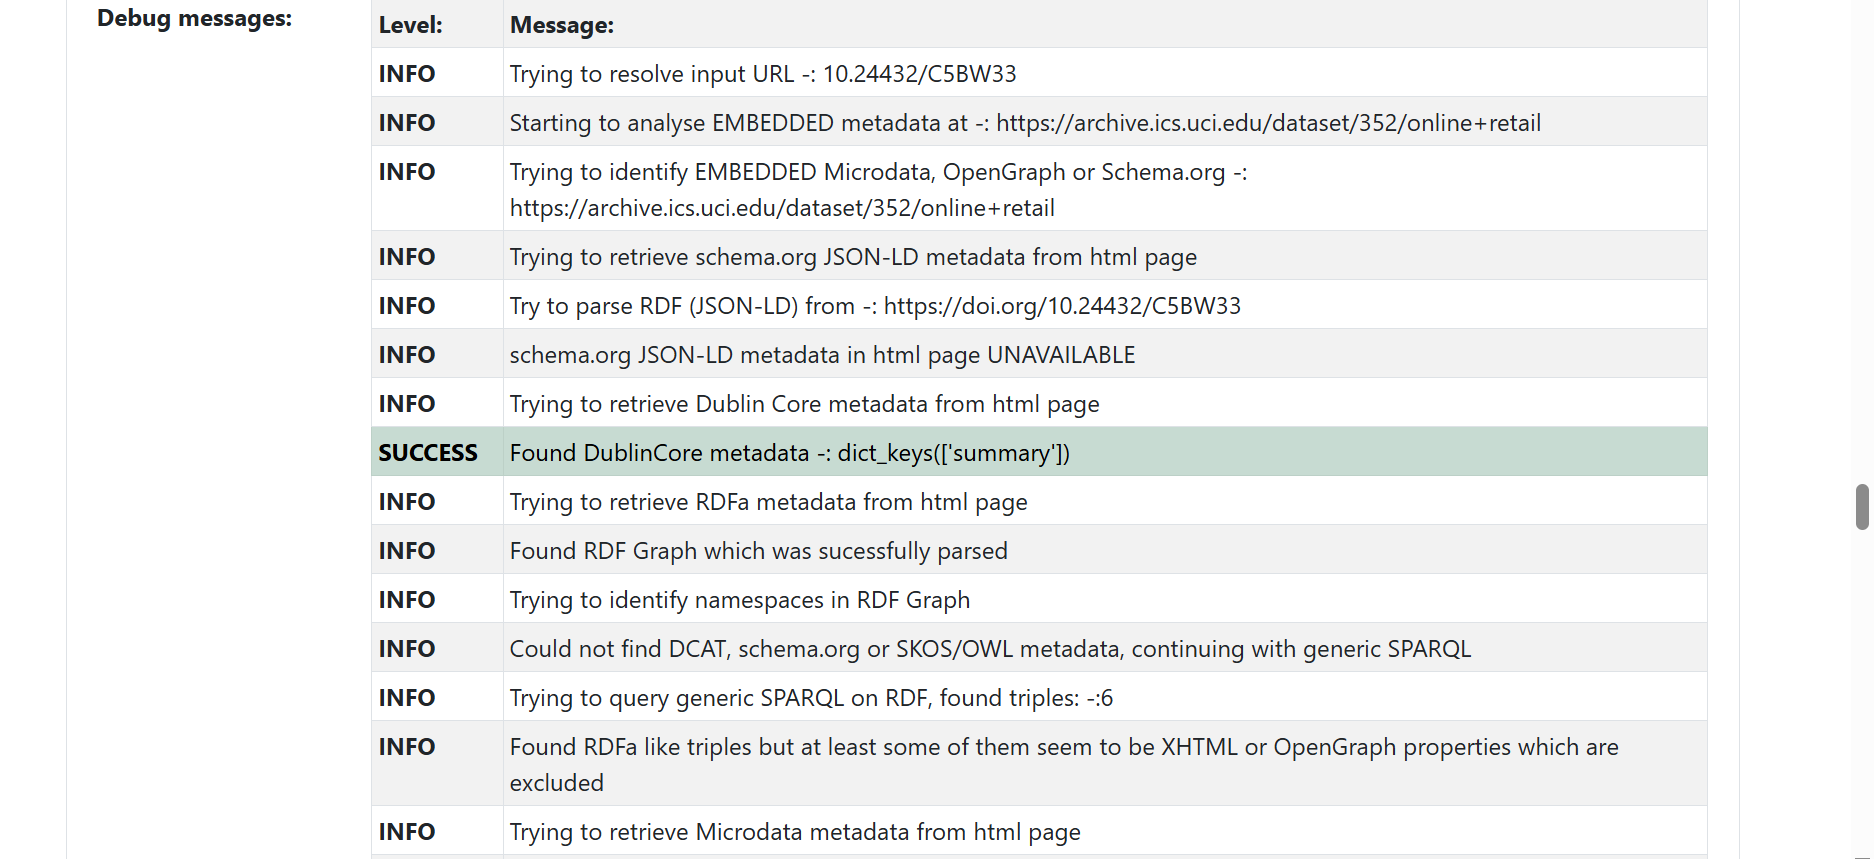 Debug messages:
Level: Message:
INFO Trying to resolve input URL -: 10.24432/C5BW33
INFO Starting to analyse EMBEDDED metadata at -: https://archive.ics.uci.edu/dataset/352/online+retail
INFO Trying to identify EMBEDDED Microdata, OpenGraph or Schema.org -:
https://archive.ics.uci.edu/dataset/352/online+retail
INFO Trying to retrieve schema.org JSON-LD metadata from html page
INFO Try to parse RDF (JSON-LD) from -: https://doi.org/10.24432/C5BW33
INFO schema.org JSON-LD metadata in html page UNAVAILABLE
INFO Trying to retrieve Dublin Core metadata from html page
SUCCESS Found DublinCore metadata -: dict_keys(['summary'])
INFO Trying to retrieve RDFa metadata from html page
INFO Found RDF Graph which was sucessfully parsed
INFO Trying to identify namespaces in RDF Graph
INFO Could not find DCAT, schema.org or SKOS/OWL metadata, continuing with generic SPARQL
INFO Trying to query generic SPARQL on RDF, found triples: -:6
INFO Found RDFa like triples but at least some of them seem to be XHTML or OpenGraph properties which are
excluded
INFO Trying to retrieve Microdata metadata from html page